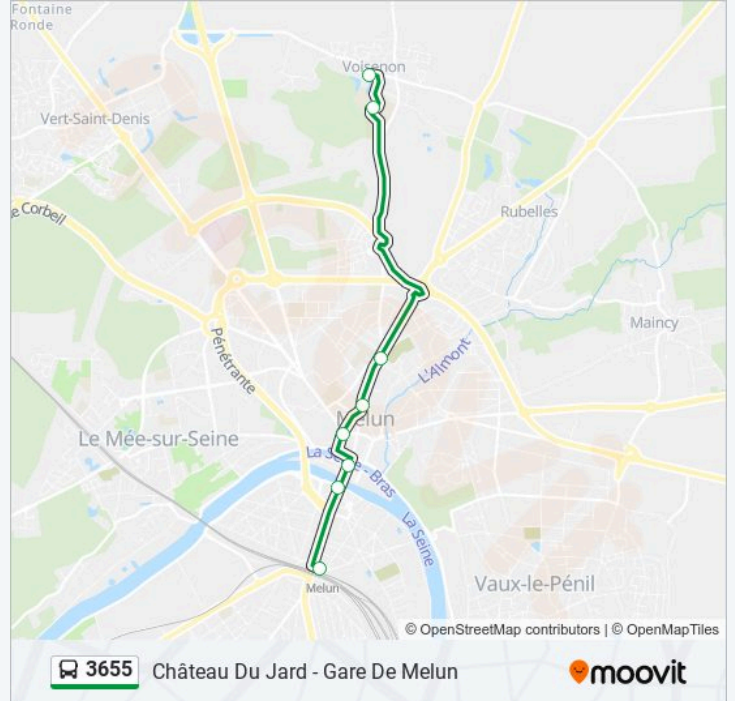 Fontaine
Ronde
Voisenon
Vert-Saint-Denis
e Corbeil
Rubelles
Maincy
Pénétrante
L'Almont
Melun
Le Mée-sur-Seine
La Seine - Bras
La Seine
Vaux-le-Pénil
Melun
© OpenStreetMap contributors | © OpenMapTiles
3655 Château Du Jard - Gare De Melun
moovit